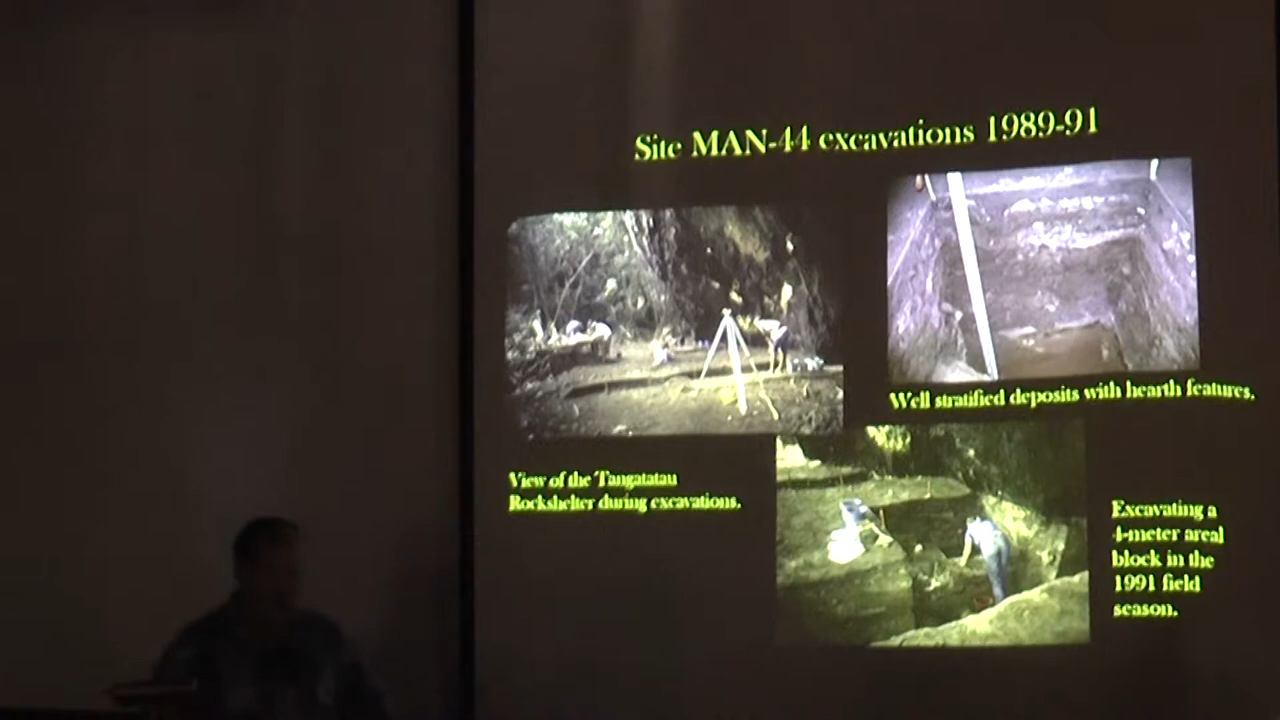 Site MAN-44 excavations 1989-91
Well stratified deposits with hearth features.
View of the Tangatatau
Rockshelter during excavations.
Excavating a
4-meter areal
block in the
1991 field
season.